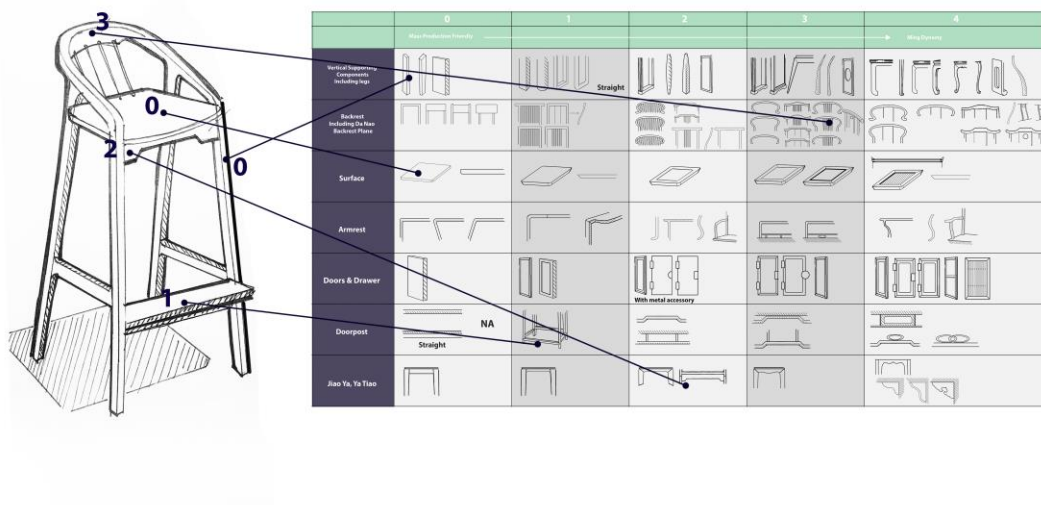 3
0
2
0
1
0 1 2 3 4
Mass Production Friendly
Ming Dynasty
Vertical Supporting
Components
Including legs
Straight
Backrest
Including Da Nao
Backrest Plane
Surface
Armrest
Doors & Drawer
With metal accessory
Doorpost
NA
Straight
Jiao Ya, Ya Tiao